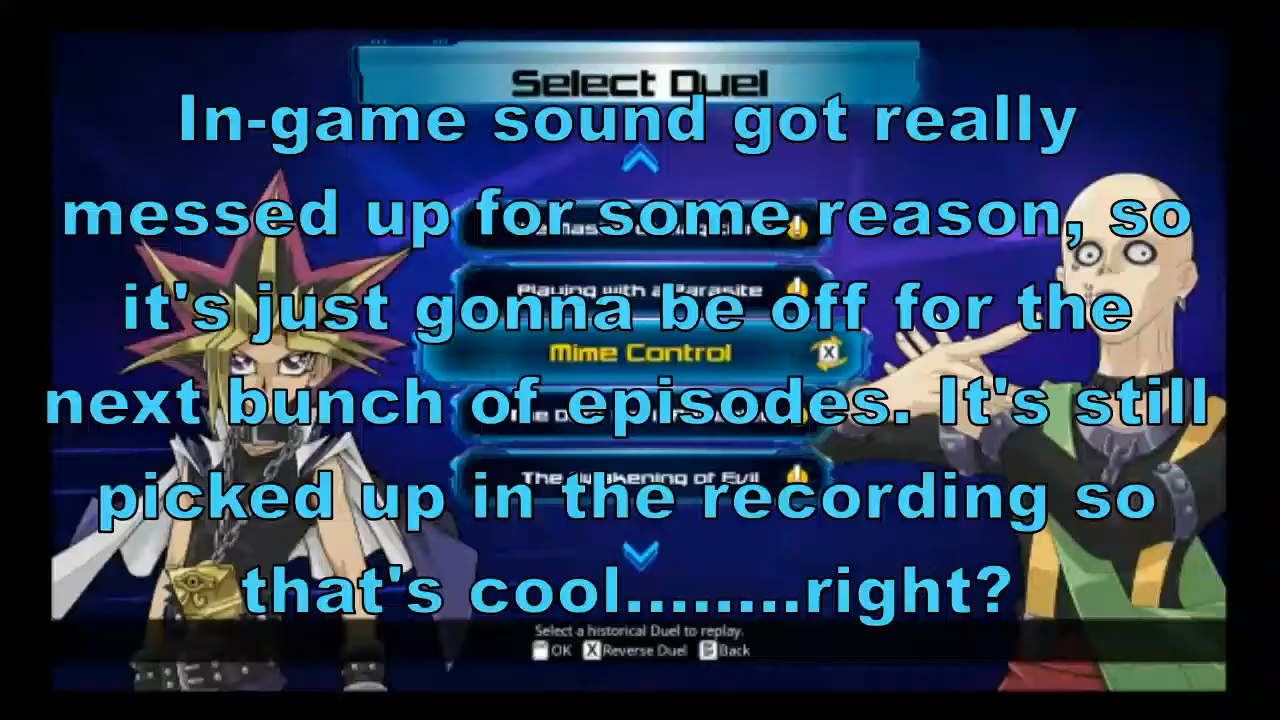 Select Duel
In-game sound got really
messed up for some reason, so
Playing with a Parasite
it's just gonna be off for the
Mime Control
X
next bunch of episodes. It's still
The Awakening of Evil
picked up in the recording so
that's cool........right?
Select a historical Duel to replay.
OK X Reverse Duel Back